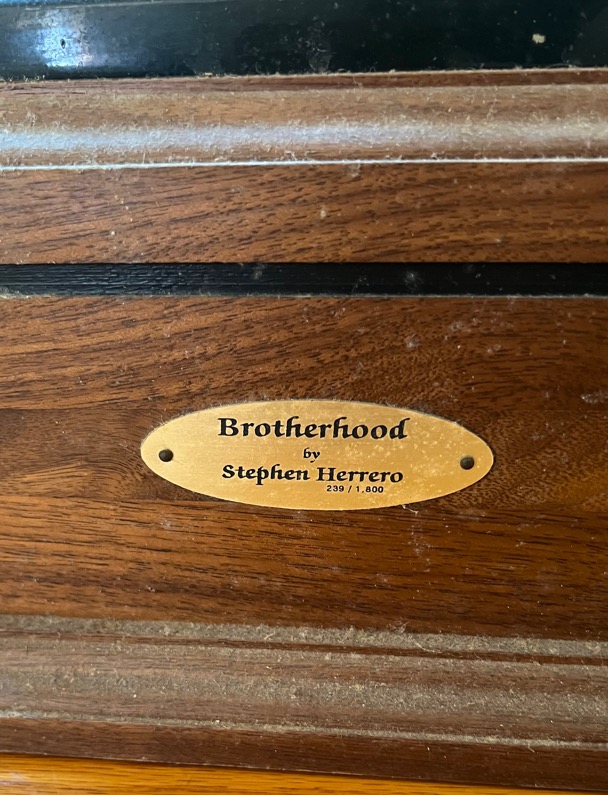 Brotherhood
by
Stephen Herrero
239 / 1,800